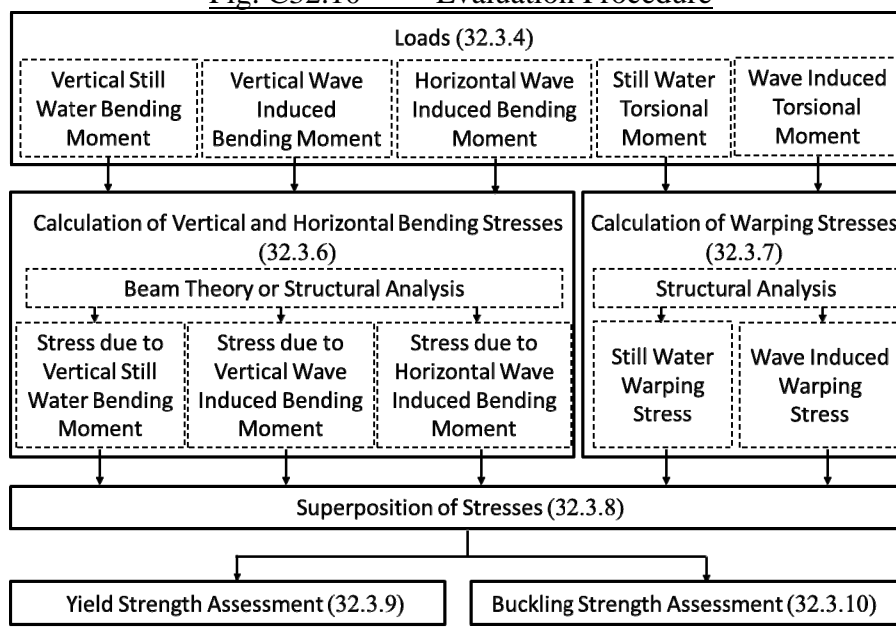 Fig. C32.10 Evaluation Procedure
Loads (32.3.4)
Vertical Still
Water Bending
Moment
Vertical Wave
Induced
Bending Moment
Horizontal Wave
Induced Bending
Moment
Still Water
Torsional
Moment
Wave Induced
Torsional
Moment
Calculation of Vertical and Horizontal Bending Stresses
(32.3.6)
Beam Theory or Structural Analysis
Stress due to
Vertical Still
Water Bending
Moment
Stress due to
Vertical Wave
Induced Bending
Moment
Stress due to
Horizontal Wave
Induced Bending
Moment
Calculation of Warping Stresses
(32.3.7)
Structural Analysis
Still Water
Warping
Stress
Wave Induced
Warping
Stress
Superposition of Stresses (32.3.8)
Yield Strength Assessment (32.3.9)
Buckling Strength Assessment (32.3.10)